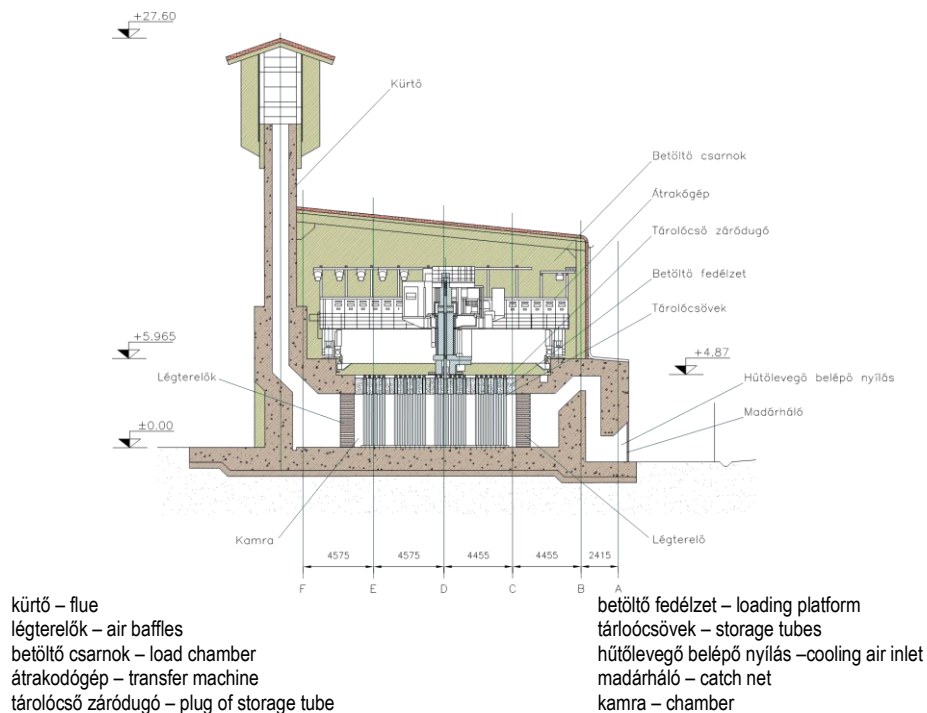 +27.60
Kürtő
Betöltő csarnok
Átrakógép
Tárolócső záródugó
Betöltő fedélzet
Tárolócsövek
+5.965
+4.87
Légterelők
Hűtőlevegő belépő nyílás
Madárháló
±0.00
Kamra
Légterelő
4575 4575 4455 4455 2415
F E D C B A
kürtő – flue
légterelők – air baffles
betöltő csarnok – load chamber
átrakodógép – transfer machine
tárolócső záródugó – plug of storage tube
betöltő fedélzet – loading platform
tárloócsövek – storage tubes
hűtőlevegő belépő nyílás –cooling air inlet
madárháló – catch net
kamra – chamber